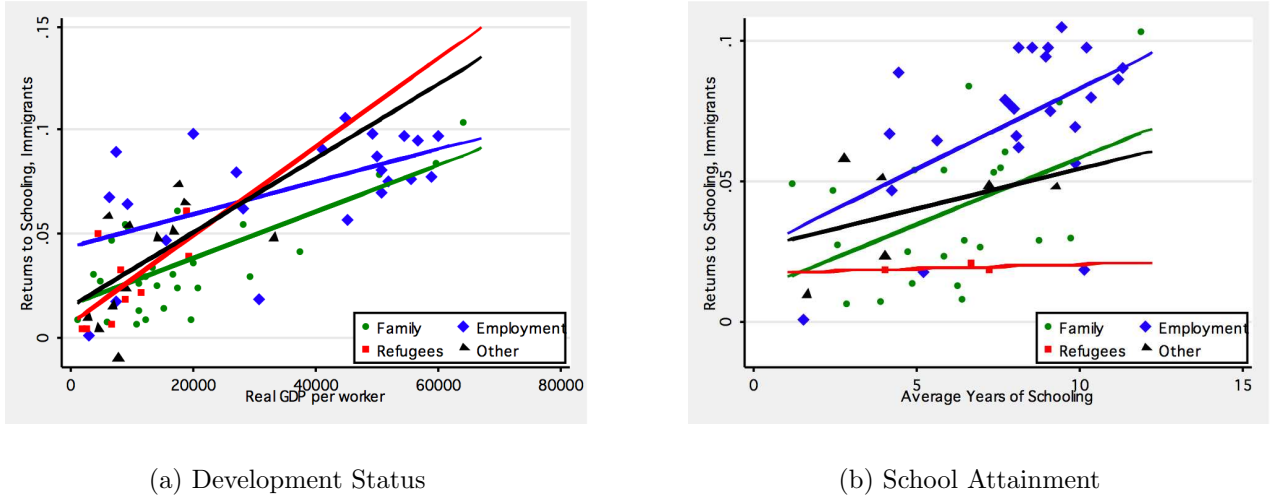 Returns to Schooling, Immigrants
.15
.1
.05
0
0 20000 40000 60000 80000
Real GDP per worker
Family Employment
Refugees Other
(a) Development Status
Returns to Schooling, Immigrants
.1
.05
0
0 5 10 15
Average Years of Schooling
Family Employment
Refugees Other
(b) School Attainment